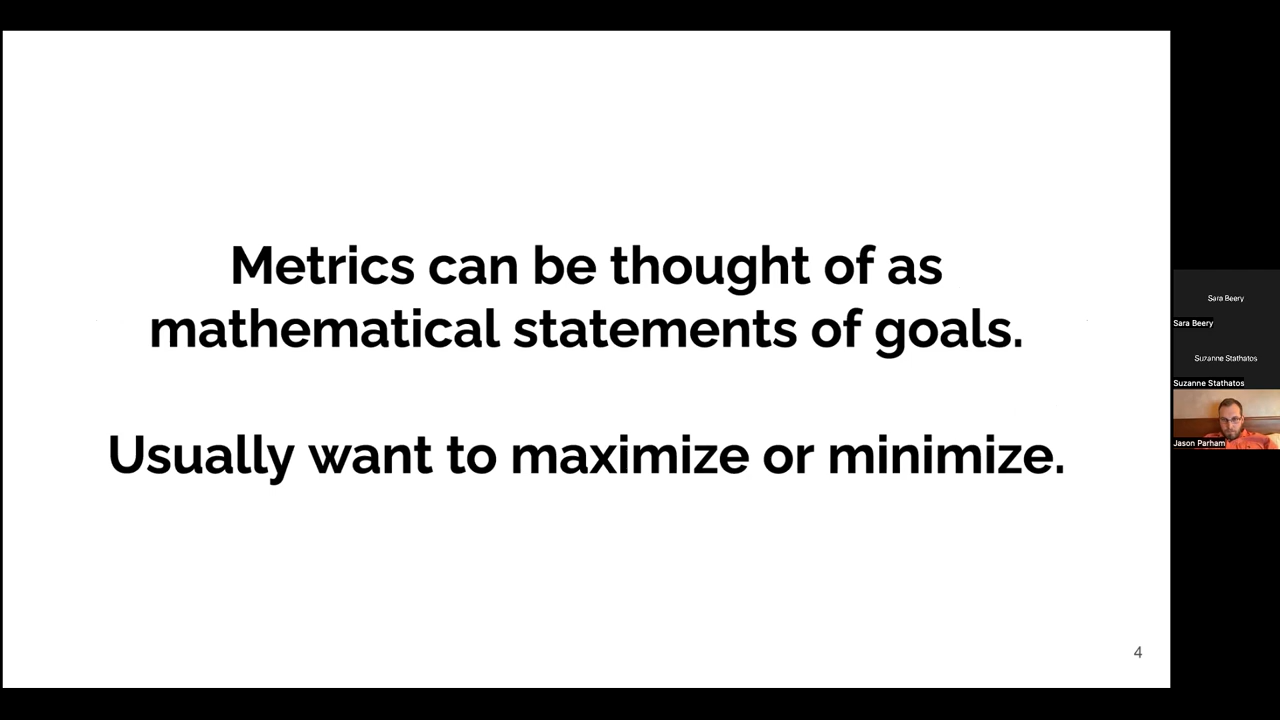 Metrics can be thought of as
mathematical statements of goals.
Usually want to maximize or minimize.
4
Sara Beery
Sara Beery
Suzanne Stathatos
Suzanne Stathatos
Jason Parham